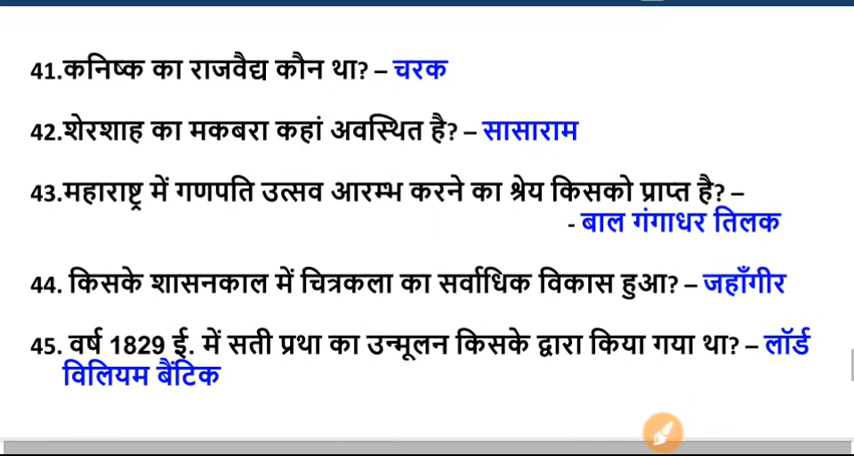 41.कनिष्क का राजवैद्य कौन था? – चरक
42.शेरशाह का मकबरा कहां अवस्थित है? – सासाराम
43.महाराष्ट्र में गणपति उत्सव आरम्भ करने का श्रेय किसको प्राप्त है? –
- बाल गंगाधर तिलक
44. किसके शासनकाल में चित्रकला का सर्वाधिक विकास हुआ? – जहाँगीर
45. वर्ष 1829 ई. में सती प्रथा का उन्मूलन किसके द्वारा किया गया था? – लॉर्ड
विलियम बैंटिक